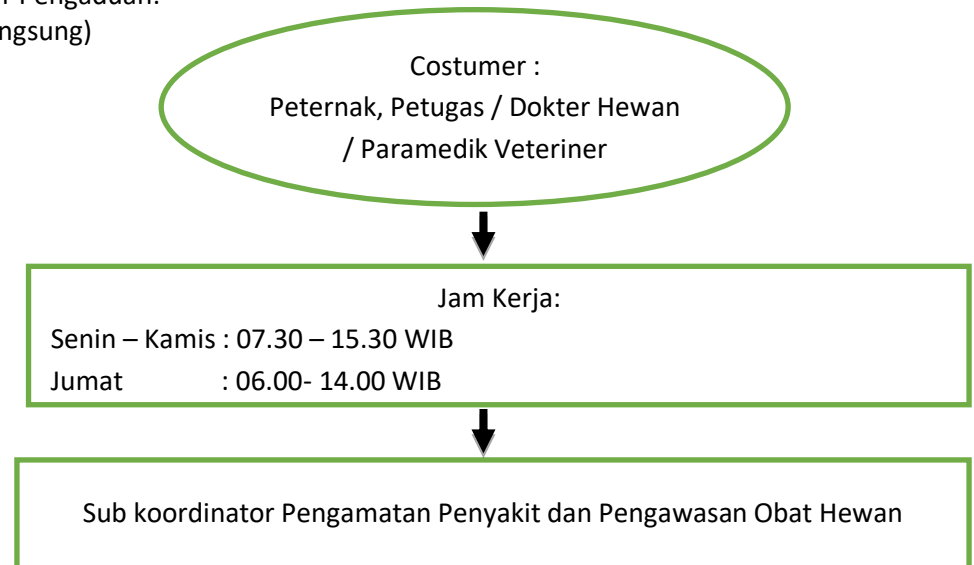 Pengaduan:
ngsung)
Costumer :
Peternak, Petugas / Dokter Hewan
/ Paramedik Veteriner
Jam Kerja:
Senin – Kamis : 07.30 – 15.30 WIB
Jumat : 06.00- 14.00 WIB
Sub koordinator Pengamatan Penyakit dan Pengawasan Obat Hewan